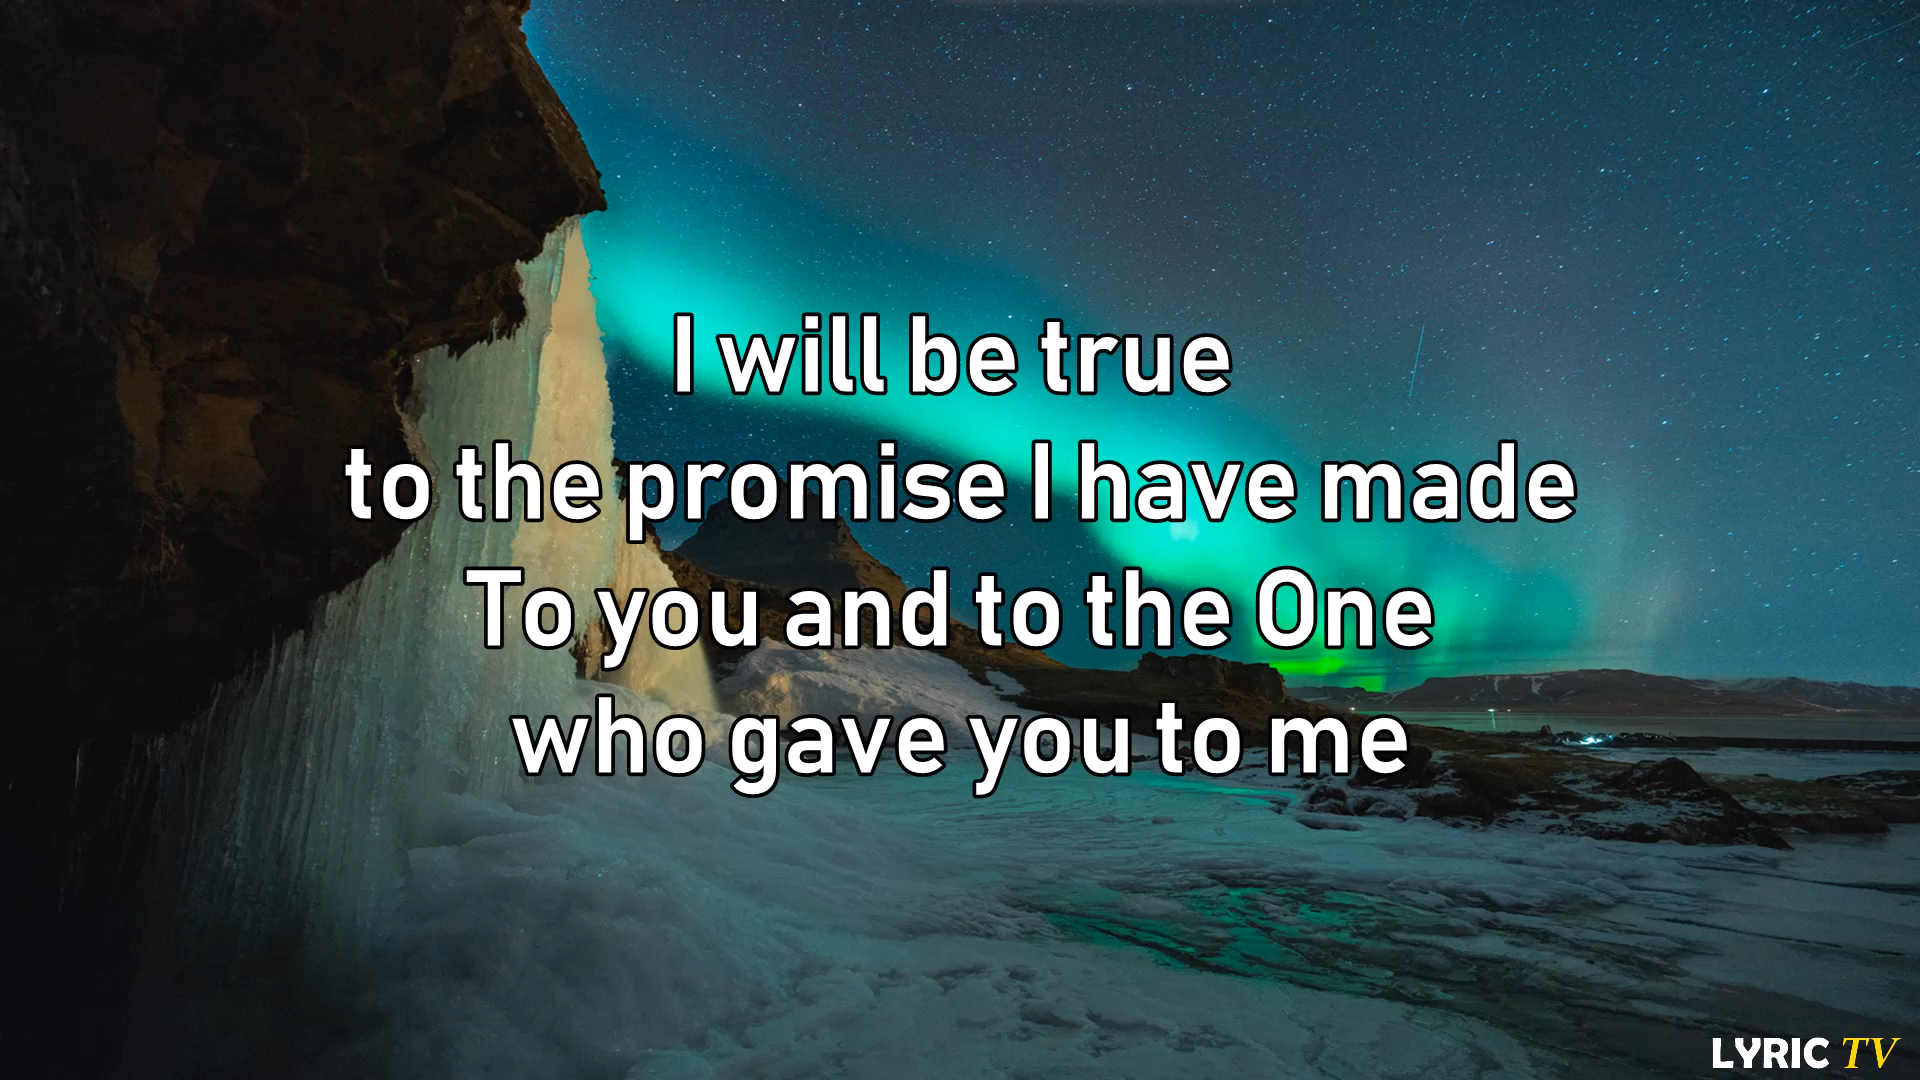 I will be true
to the promise I have made
To you and to the One
who gave you to me
LYRIC TV